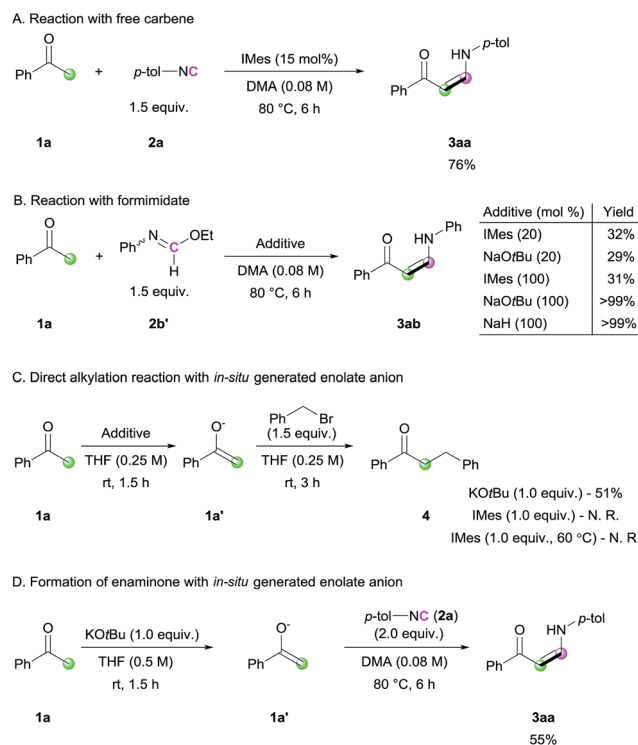 A. Reaction with free carbene
O
Ph
+
p-tol—NC
1.5 equiv.
IMes (15 mol%)
DMA (0.08 M)
80 °C, 6 h
O
HN
p-tol
Ph
1a
2a
3aa
76%
B. Reaction with formimidate
O
Ph
+
Ph
N
C
OEt
H
1.5 equiv.
Additive
DMA (0.08 M)
80 °C, 6 h
O
HN
Ph
Ph
1a
2b'
3ab
Additive (mol %) Yield
IMes (20) 32%
NaOtBu (20) 29%
IMes (100) 31%
NaOtBu (100) >99%
NaH (100) >99%
C. Direct alkylation reaction with in-situ generated enolate anion
O
Ph
Additive
THF (0.25 M)
rt, 1.5 h
O-
Ph
Ph
Br
(1.5 equiv.)
THF (0.25 M)
rt, 3 h
O
Ph
Ph
1a
1a'
4
KOtBu (1.0 equiv.) - 51%
IMes (1.0 equiv.) - N. R.
IMes (1.0 equiv., 60 °C) - N. R
D. Formation of enaminone with in-situ generated enolate anion
O
Ph
KOtBu (1.0 equiv.)
THF (0.5 M)
rt, 1.5 h
O-
Ph
p-tol—NC (2a)
(2.0 equiv.)
DMA (0.08 M)
80 °C, 6 h
O
HN
p-tol
Ph
1a
1a'
3aa
55%